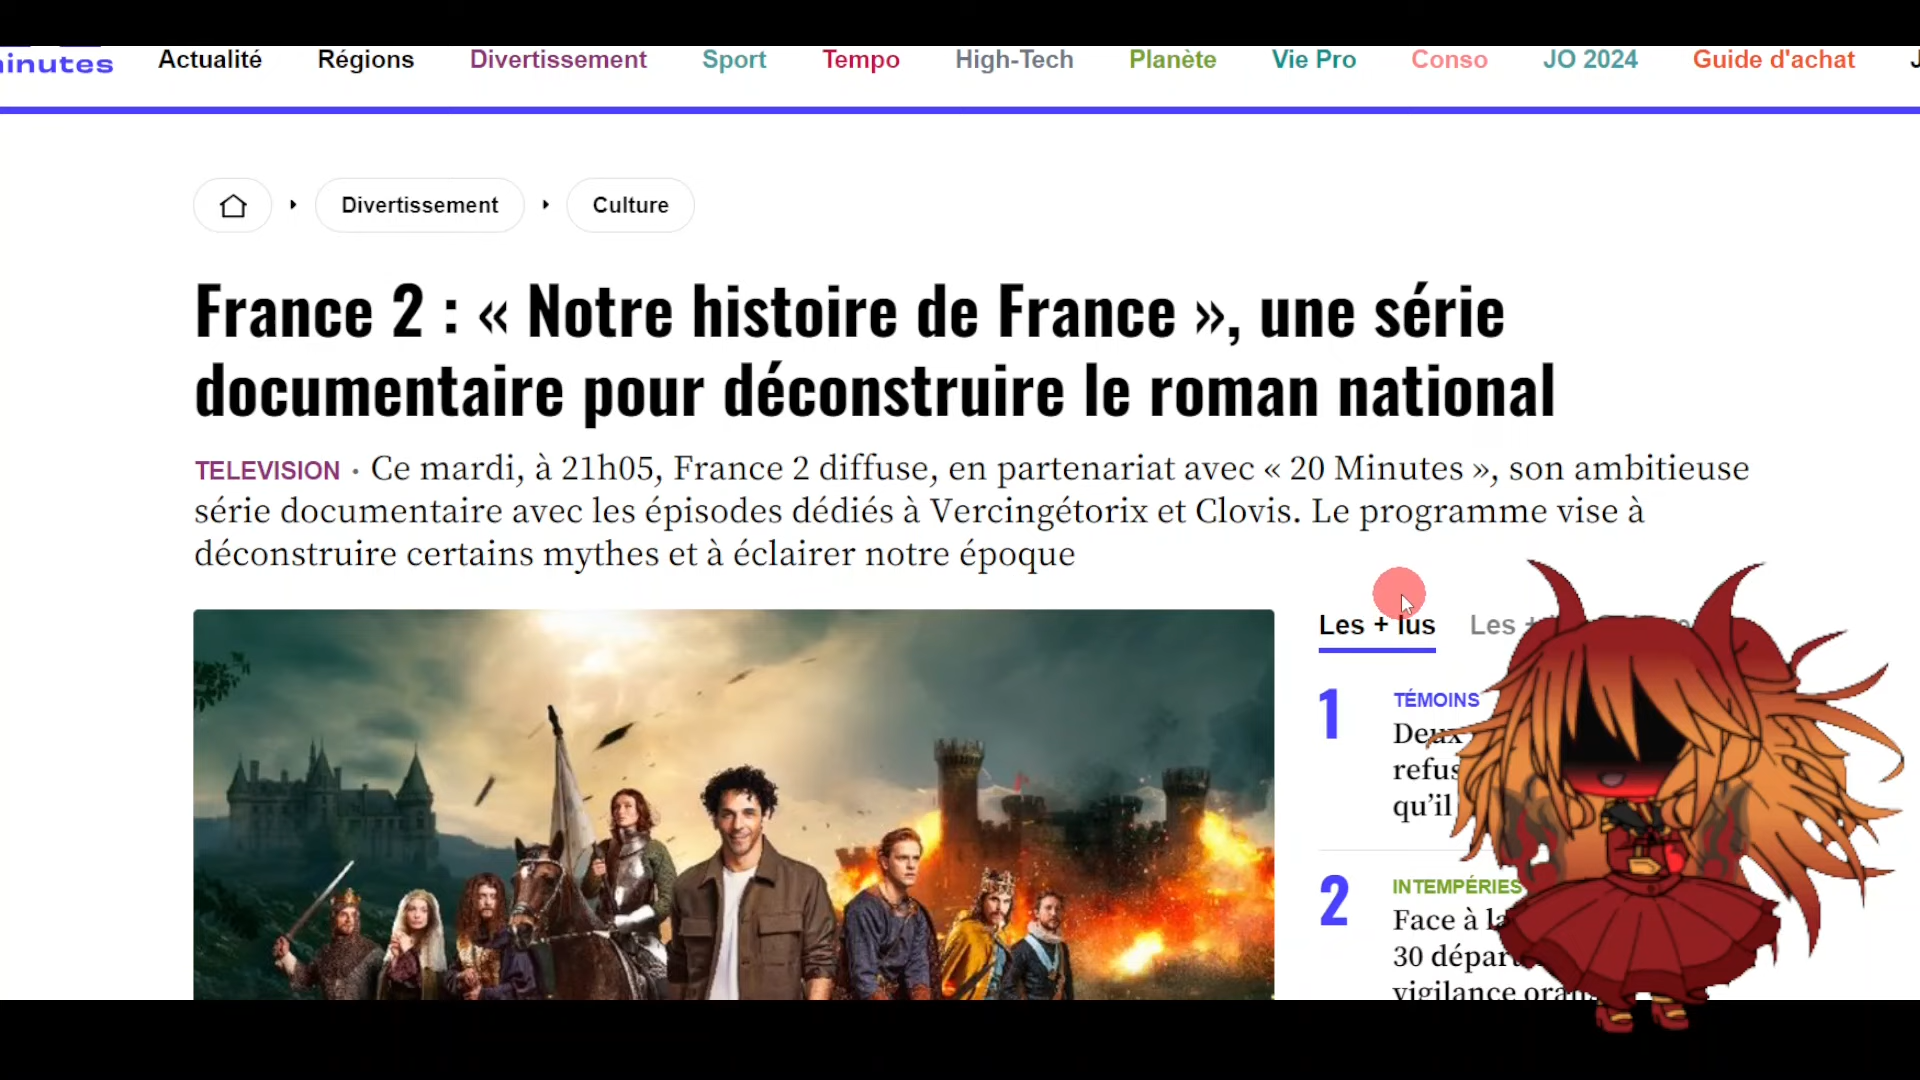 inutes Actualité Régions Divertissement Sport Tempo High-Tech Planète Vie Pro Conso JO 2024 Guide d'achat
Divertissement Culture
France 2 : « Notre histoire de France », une série
documentaire pour déconstruire le roman national
TELEVISION • Ce mardi, à 21h05, France 2 diffuse, en partenariat avec « 20 Minutes », son ambitieuse
série documentaire avec les épisodes dédiés à Vercingétorix et Clovis. Le programme vise à
déconstruire certains mythes et à éclairer notre époque
Les + lus Les +
1 TÉMOINS
Deux
refus
qu'il
2 INTEMPÉRIES
Face à la
30 dépar
vigilance oran